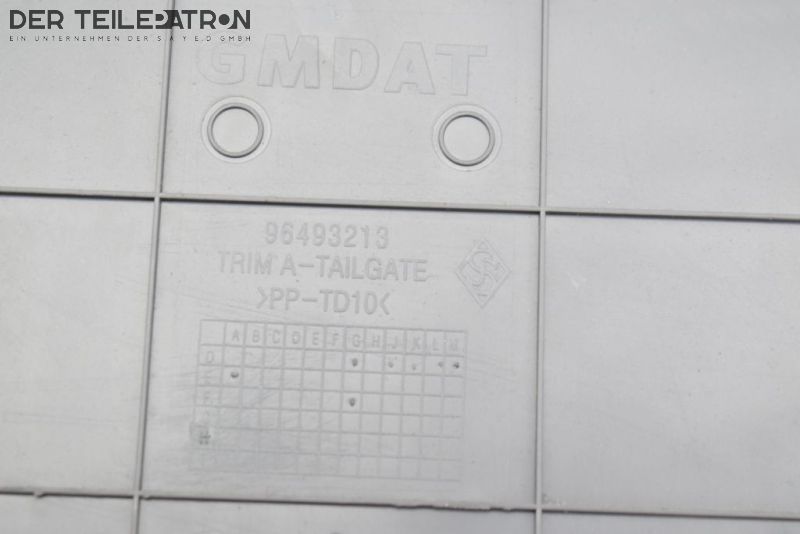 DER TEILEPATRON
EIN UNTERNEHMEN DER S A Y E.D GMBH
GMDAT
96493213
TRIM A-TAILGATE
>PP-TD10<
A B C D E F G H J K L M
D
E
F
H